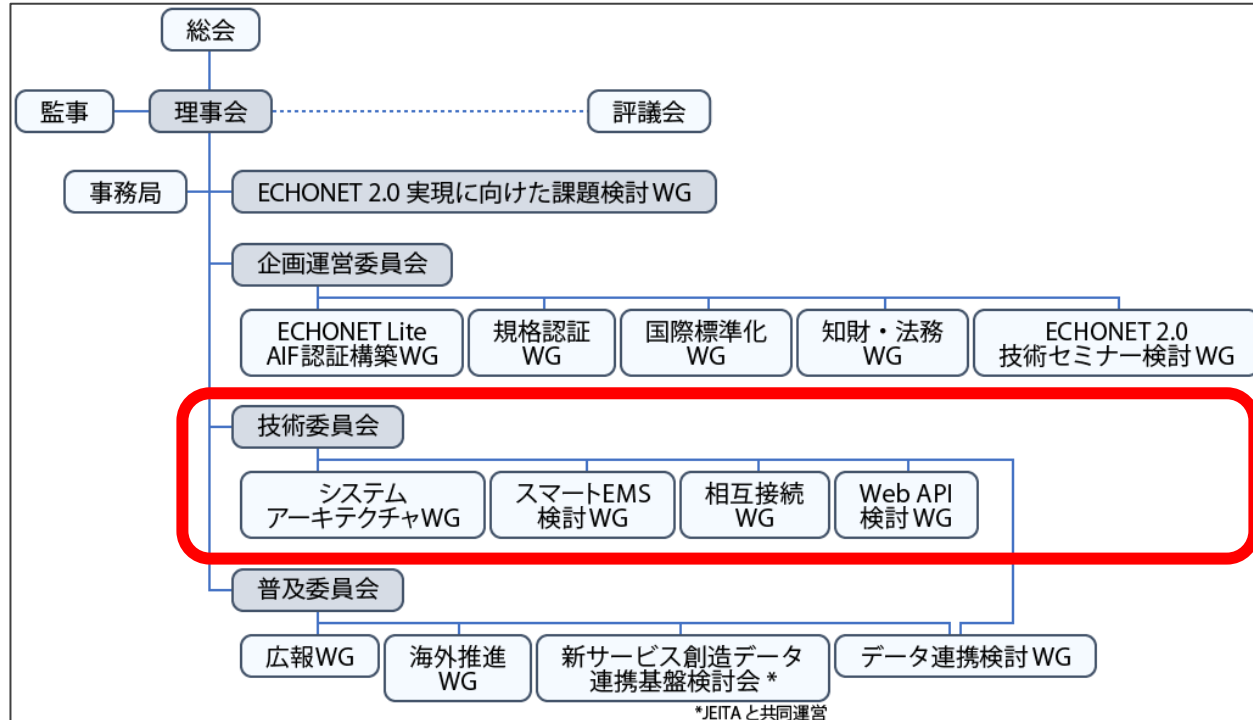 総会
監事
理事会
評議会
事務局
ECHONET 2.0 実現に向けた課題検討WG
企画運営委員会
ECHONET Lite
AIF認証構築WG
規格認証
WG
国際標準化
WG
知財・法務
WG
ECHONET 2.0
技術セミナー検討WG
技術委員会
システム
アーキテクチャWG
スマートEMS
検討WG
相互接続
WG
Web API
検討WG
普及委員会
広報WG
海外推進
WG
新サービス創造データ
連携基盤検討会 *
データ連携検討WG
*JEITAと共同運営